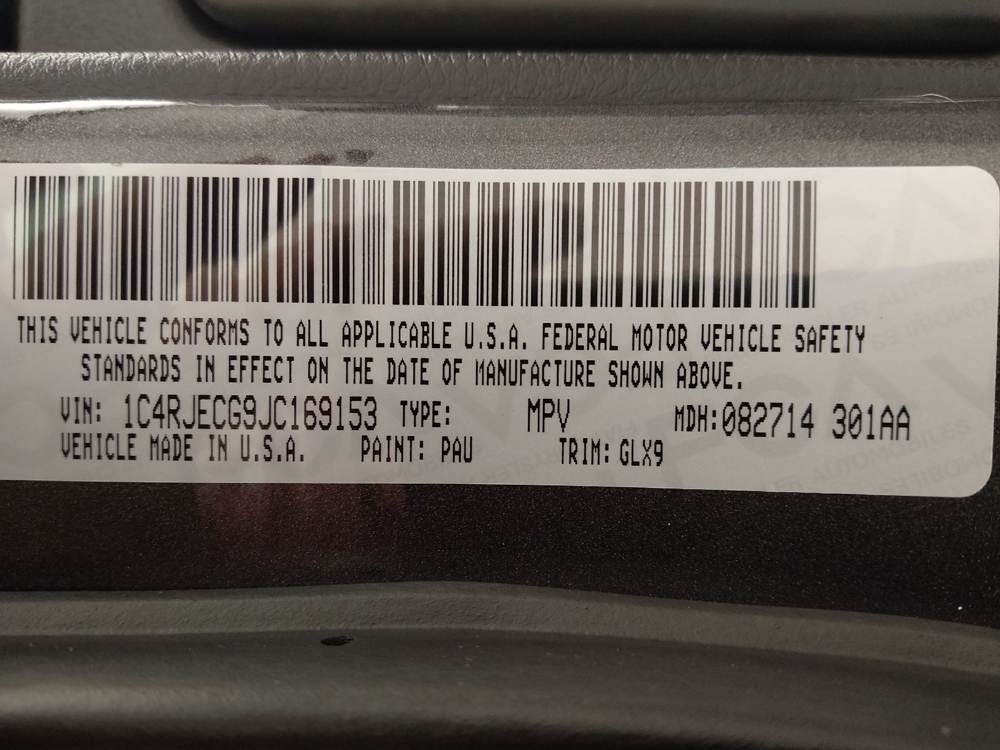 THIS VEHICLE CONFORMS TO ALL APPLICABLE U.S.A. FEDERAL MOTOR VEHICLE SAFETY
STANDARDS IN EFFECT ON THE DATE OF MANUFACTURE SHOWN ABOVE.
VIN: 1C4RJECG9JC169153 TYPE: MPV MDH:082714 301AA
VEHICLE MADE IN U.S.A. PAINT: PAU TRIM: GLX9